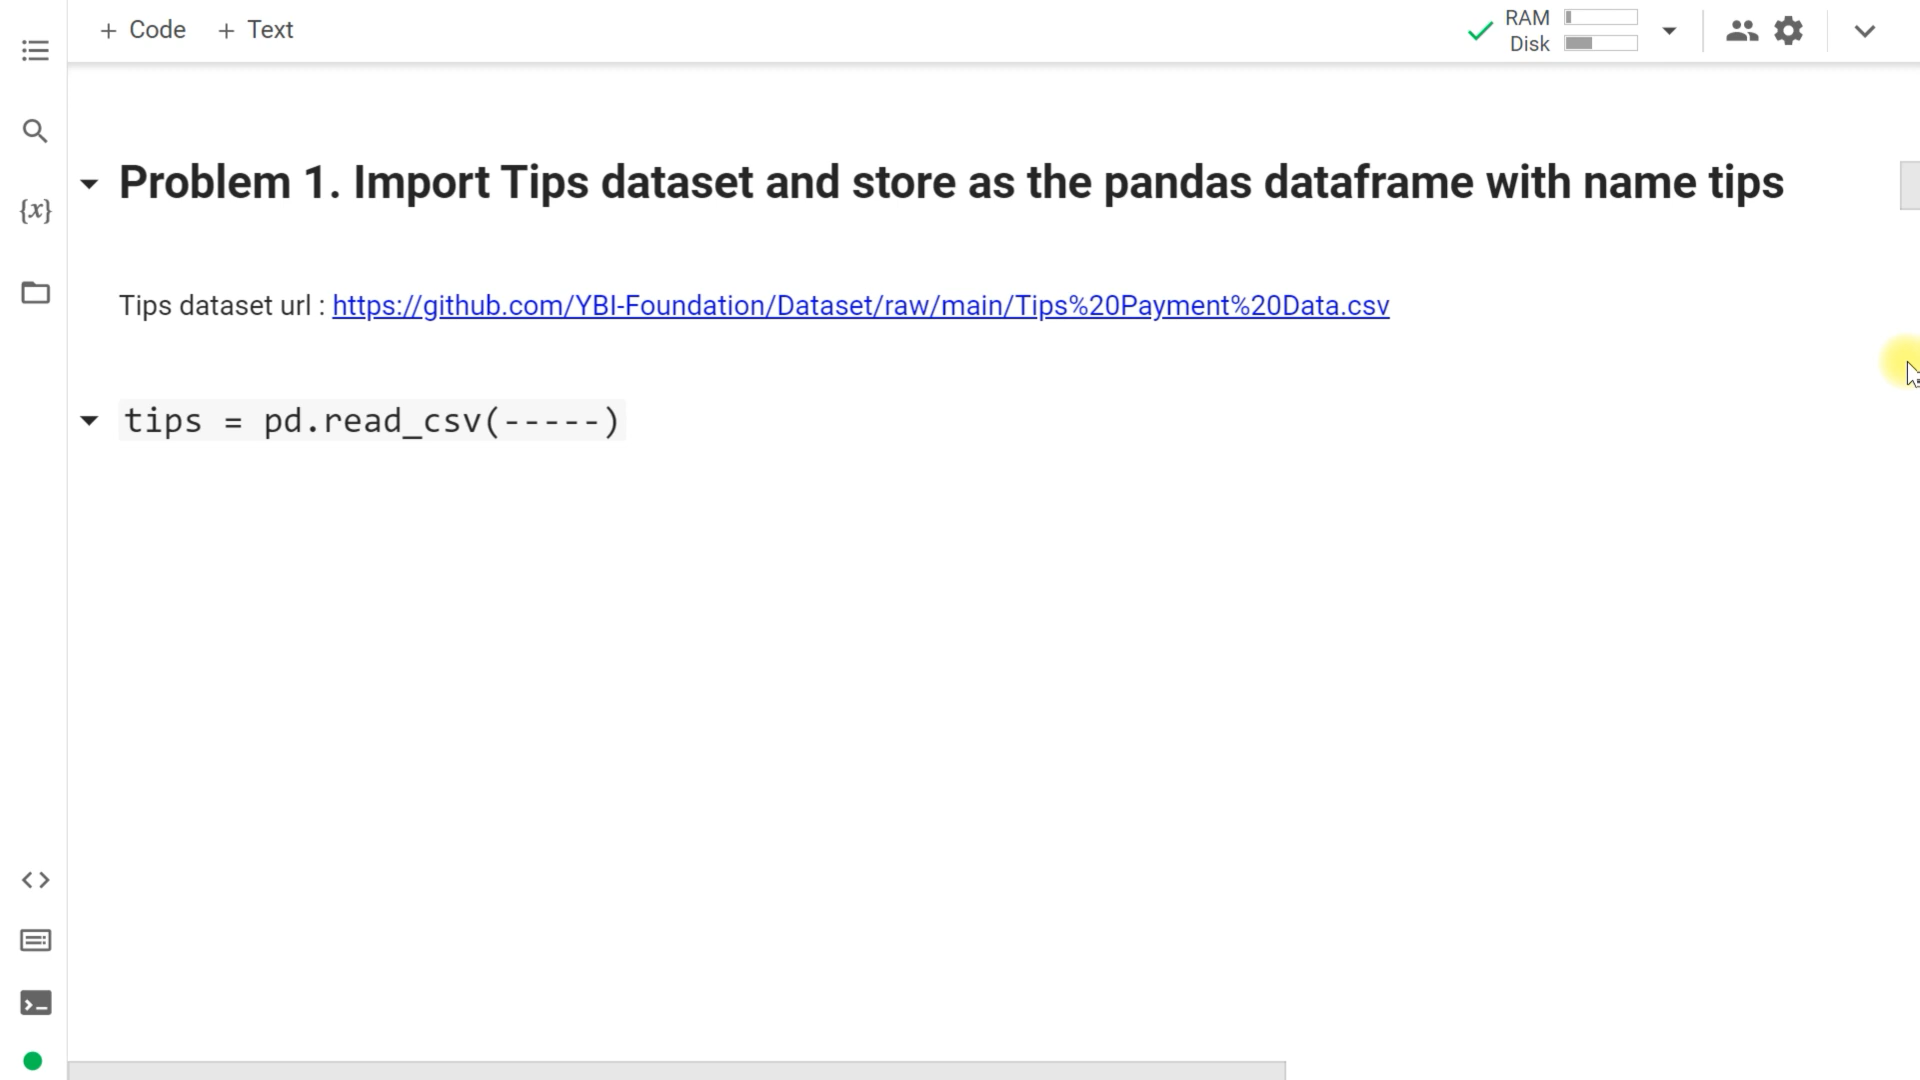 + Code + Text
RAM
Disk
{x}
Problem 1. Import Tips dataset and store as the pandas dataframe with name tips
Tips dataset url : https://github.com/YBI-Foundation/Dataset/raw/main/Tips%20Payment%20Data.csv
tips = pd.read_csv(-----)